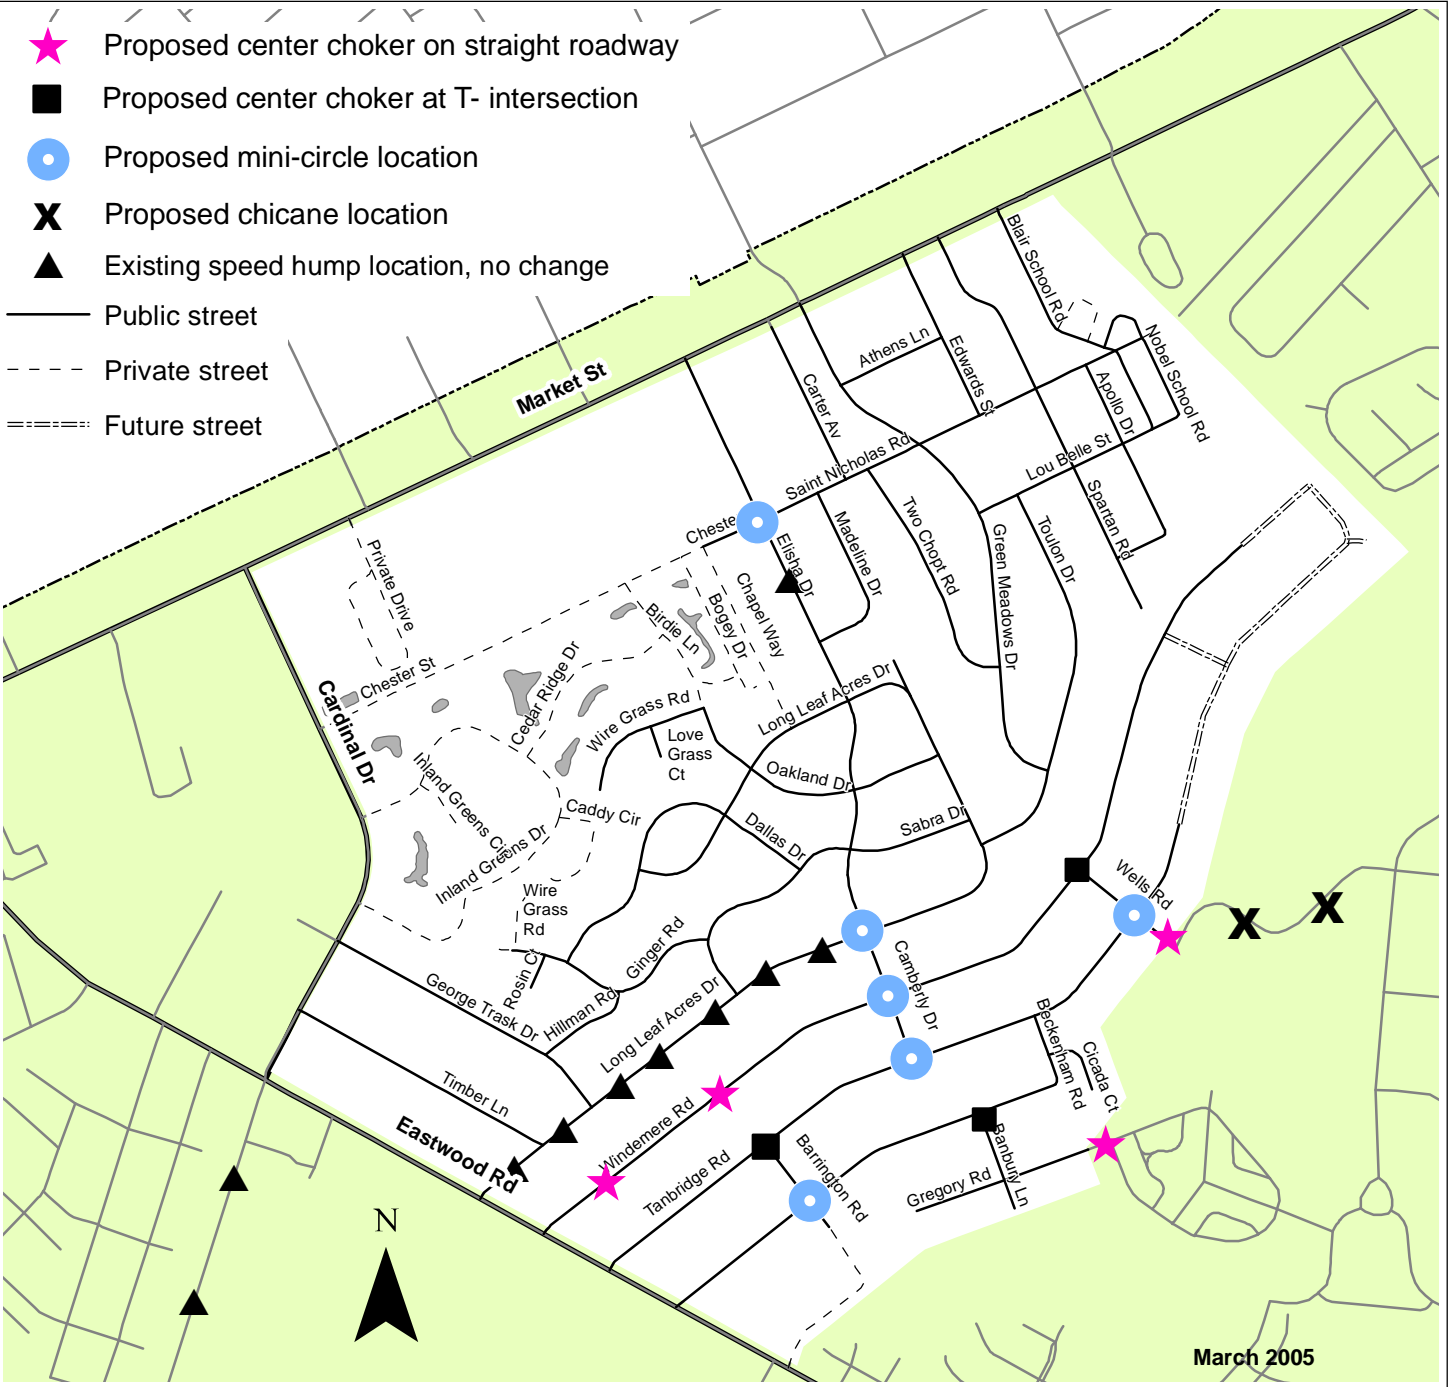 Proposed center choker on straight roadway
Proposed center choker at T- intersection
Proposed mini-circle location
Proposed chicane location
Existing speed hump location, no change
Public street
Private street
Future street
Market St
Blair School Rd
Nobel School Rd
Athens Ln
Edwards St
Apollo Dr
Carter Av
Saint Nicholas Rd
Lou Belle St
Spartan Rd
Cheste
Elisha Dr
Madeline Dr
Two Chopt Rd
Green Meadows Dr
Toulon Dr
Private Drive
Chapel Way
Bogey Dr
Birdie Ln
Chester St
Cardinal Dr
Cedar Ridge Dr
Wire Grass Rd
Love
Grass
Ct
Long Leaf Acres Dr
Oakland Dr
Inland Greens Cir
Caddy Cir
Dallas Dr
Sabra Dr
Inland Greens Dr
Wire
Grass
Rd
Wells Rd
Ginger Rd
Rosin Ct
Camberly Dr
George Trask Dr
Hillman Rd
Long Leaf Acres Dr
Beckenham Rd
Cicada Ct
Timber Ln
Eastwood Rd
Windemere Rd
Tanbridge Rd
Barrington Rd
Banbury Ln
Gregory Rd
N
March 2005